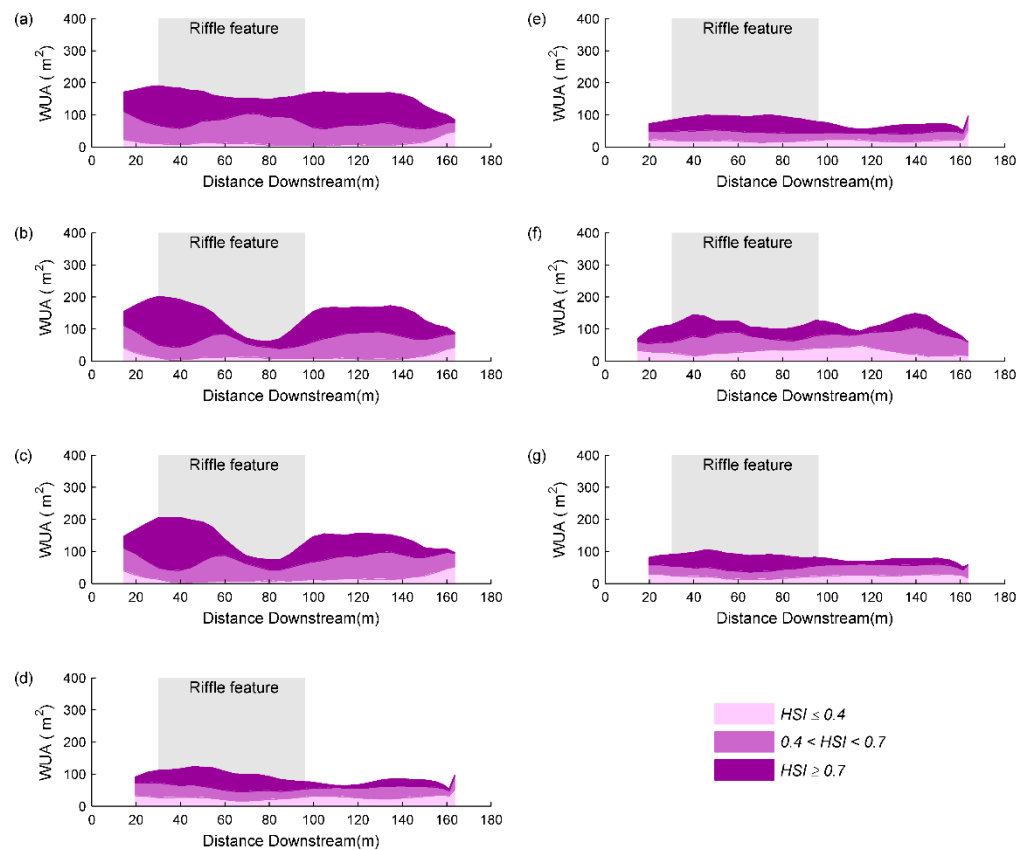 (a)
Riffle feature
400
300
200
100
0
WUA ( m²)
0 20 40 60 80 100 120 140 160 180
Distance Downstream(m)
(e)
Riffle feature
400
300
200
100
0
WUA ( m²)
0 20 40 60 80 100 120 140 160 180
Distance Downstream(m)
(b)
Riffle feature
400
300
200
100
0
WUA ( m²)
0 20 40 60 80 100 120 140 160 180
Distance Downstream(m)
(f)
Riffle feature
400
300
200
100
0
WUA ( m²)
0 20 40 60 80 100 120 140 160 180
Distance Downstream(m)
(c)
Riffle feature
400
300
200
100
0
WUA ( m²)
0 20 40 60 80 100 120 140 160 180
Distance Downstream(m)
(g)
Riffle feature
400
300
200
100
0
WUA ( m²)
0 20 40 60 80 100 120 140 160 180
Distance Downstream(m)
(d)
Riffle feature
400
300
200
100
0
WUA ( m²)
0 20 40 60 80 100 120 140 160 180
Distance Downstream(m)
HSI ≤ 0.4
0.4 < HSI < 0.7
HSI ≥ 0.7